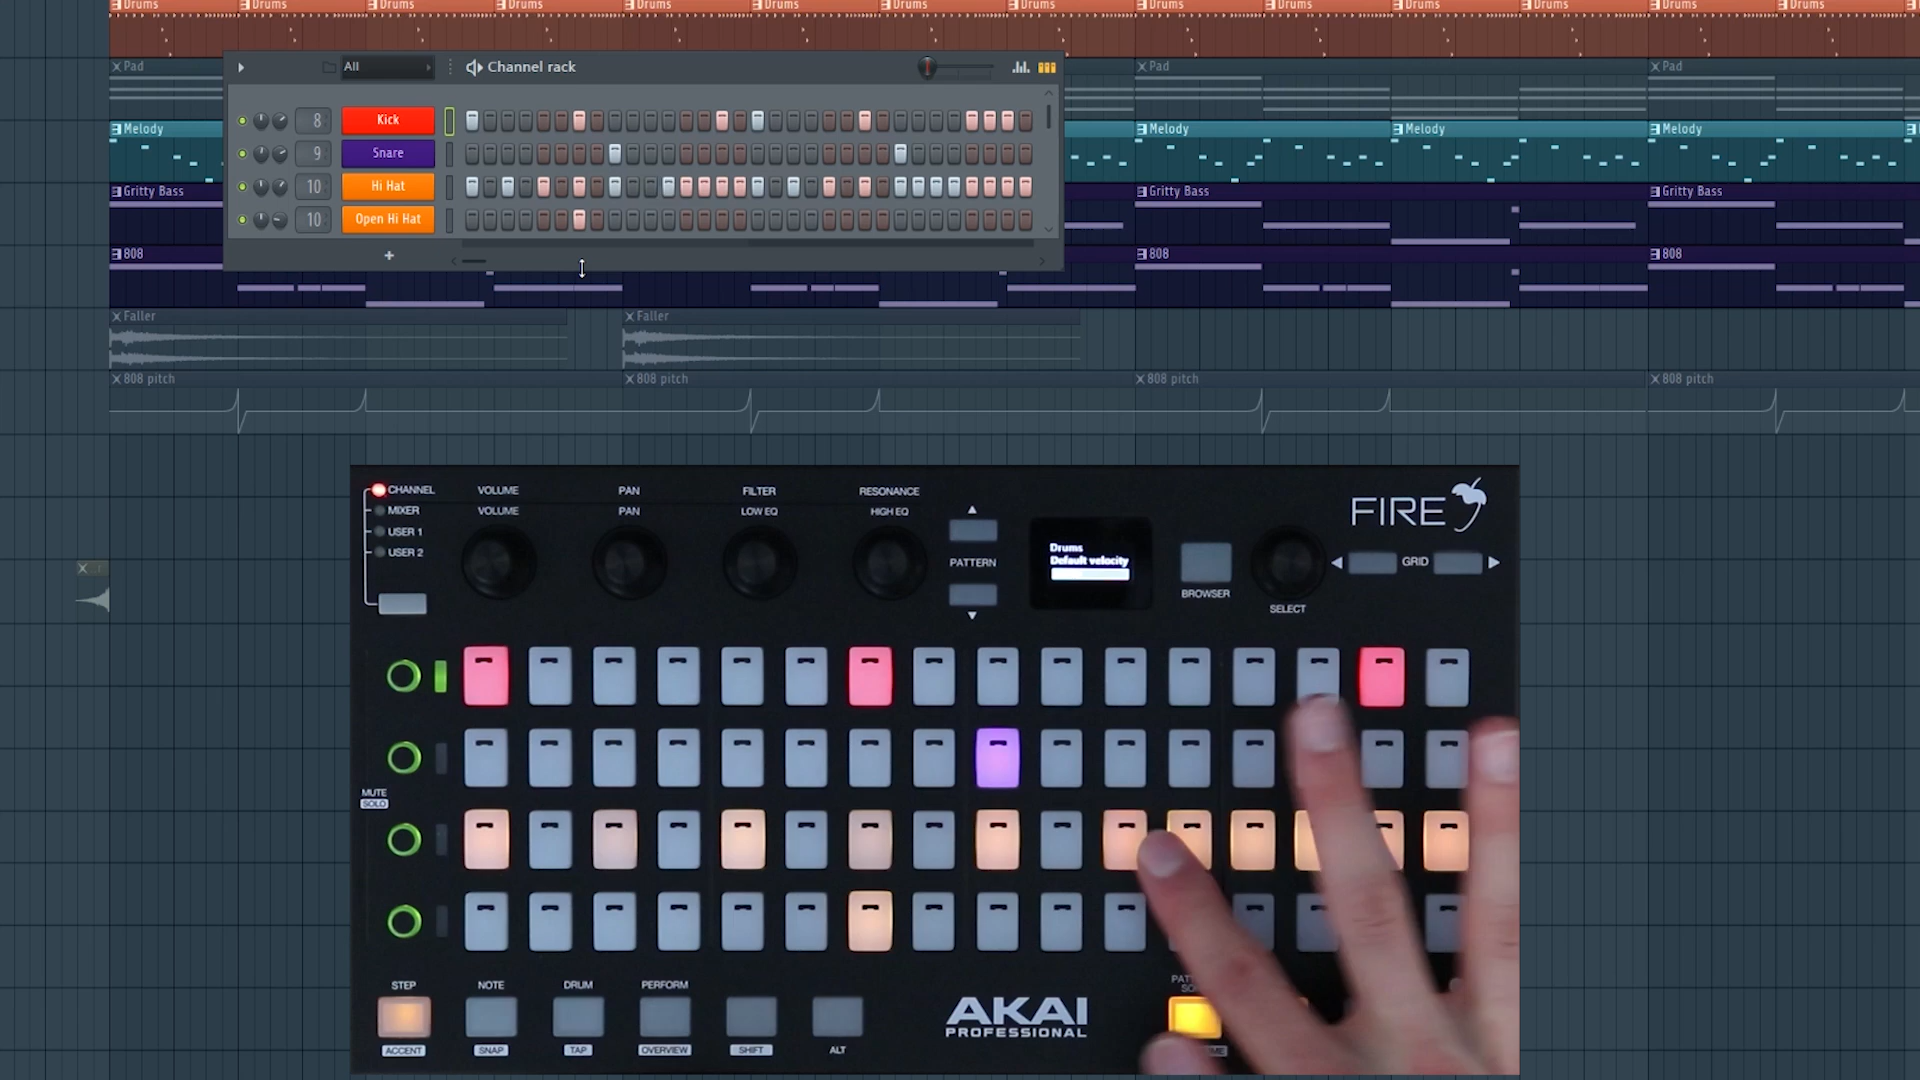 Drums Drums Drums Drums Drums Drums Drums Drums Drums Drums Drums Drums Drums Drums
Pad Pad Pad
All Channel rack
8 Kick
Melody Melody Melody Melody
9 Snare
10 Hi Hat
Gritty Bass Gritty Bass Gritty Bass
10 Open Hi Hat
808 808 808
+
Faller Faller
808 pitch 808 pitch 808 pitch 808 pitch
CHANNEL VOLUME PAN FILTER RESONANCE
MIXER VOLUME PAN LOW EQ HIGH EQ
FIRE
USER 1
USER 2
Drums
Default velocity
PATTERN
GRID
BROWSER
SELECT
MUTE
SOLO
STEP NOTE DRUM PERFORM
AKAI
PROFESSIONAL
ACCENT SNAP TAP OVERVIEW SHIFT ALT